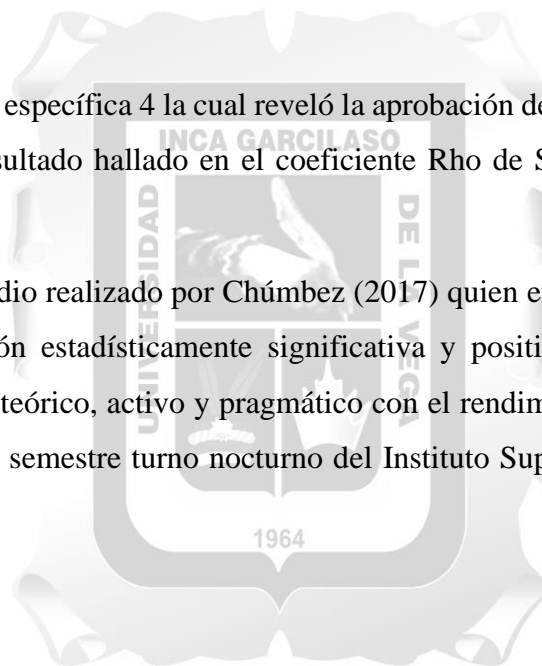 específica 4 la cual reveló la aprobación de
sultado hallado en el coeficiente Rho de S
dio realizado por Chúmbez (2017) quien e
ón estadísticamente significativa y positi
teórico, activo y pragmático con el rendim
semestre turno nocturno del Instituto Sup
UNIVERSIDAD
INCA GARCILASO
DE LA VEGA
1964